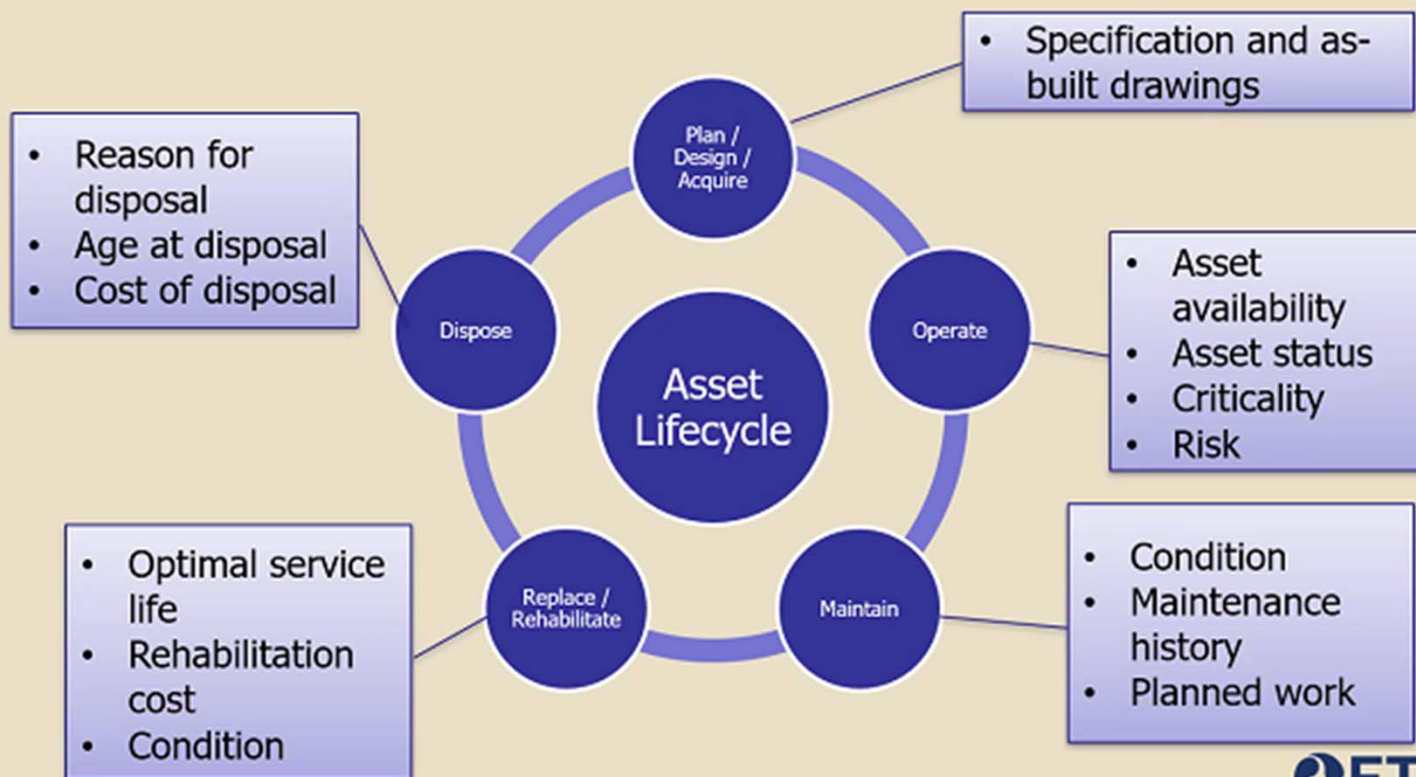 • Specification and as-
built drawings
• Reason for
disposal
• Age at disposal
• Cost of disposal
Plan /
Design /
Acquire
Dispose
Operate
• Asset
availability
• Asset status
• Criticality
• Risk
Asset
Lifecycle
• Optimal service
life
• Rehabilitation
cost
• Condition
Replace /
Rehabilitate
Maintain
• Condition
• Maintenance
history
• Planned work